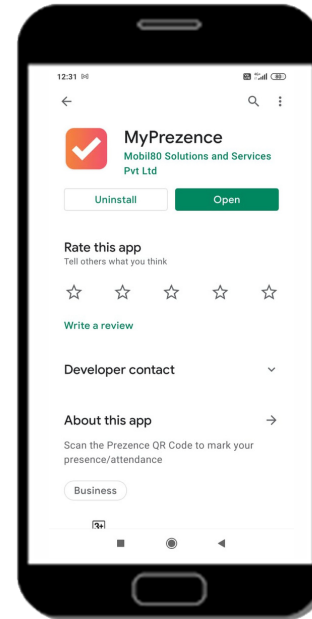 12:31
80
MyPrezence
Mobil80 Solutions and Services
Pvt Ltd
Uninstall
Open
Rate this app
Tell others what you think
Write a review
Developer contact
About this app
Scan the Prezence QR Code to mark your
presence/attendance
Business
3+